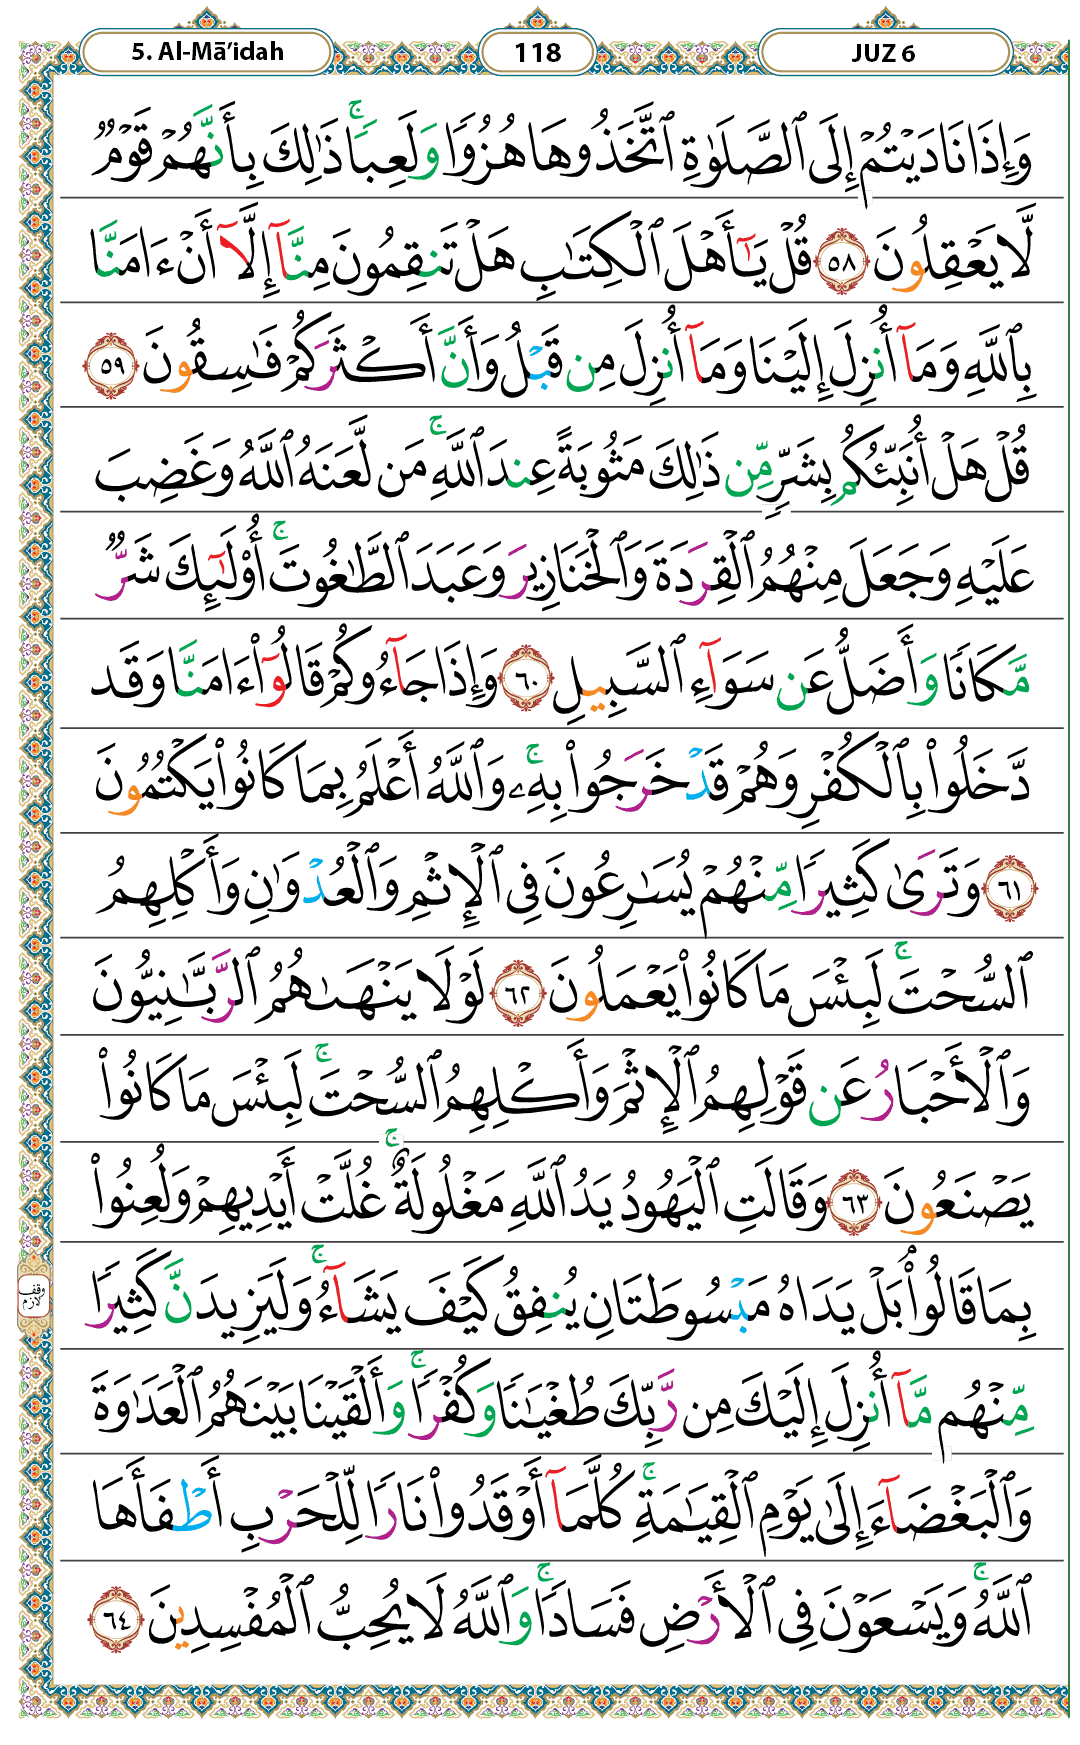 5. Al-Mā’idah
118
JUZ 6
وَإِذَا نَادَيْتُمْ إِلَى ٱلصَّلَوٰةِ ٱتَّخَذُوهَا هُزُوًا وَلَعِبًا ۚ ذَٰلِكَ بِأَنَّهُمْ قَوْمٌ
لَّا يَعْقِلُونَ ٥٨ قُلْ يَـٰٓأَهْلَ ٱلْكِتَـٰبِ هَلْ تَنقِمُونَ مِنَّآ إِلَّآ أَنْ ءَامَنَّا
بِٱللَّهِ وَمَآ أُنزِلَ إِلَيْنَا وَمَآ أُنزِلَ مِن قَبْلُ وَأَنَّ أَكْثَرَكُمْ فَـٰسِقُونَ ٥٩
قُلْ هَلْ أُنَبِّئُكُم بِشَرٍّ مِّن ذَٰلِكَ مَثُوبَةً عِندَ ٱللَّهِ ۚ مَن لَّعَنَهُ ٱللَّهُ وَغَضِبَ
عَلَيْهِ وَجَعَلَ مِنْهُمُ ٱلْقِرَدَةَ وَٱلْخَنَازِيرَ وَعَبَدَ ٱلطَّـٰغُوتَ ۚ أُو۟لَـٰٓئِكَ شَرٌّ
مَّكَانًا وَأَضَلُّ عَن سَوَآءِ ٱلسَّبِيلِ ٦٠ وَإِذَا جَآءُوكُمْ قَالُوٓا۟ ءَامَنَّا وَقَد
دَّخَلُوا۟ بِٱلْكُفْرِ وَهُمْ قَدْ خَرَجُوا۟ بِهِۦ ۚ وَٱللَّهُ أَعْلَمُ بِمَا كَانُوا۟ يَكْتُمُونَ
٦١ وَتَرَىٰ كَثِيرًا مِّنْهُمْ يُسَـٰرِعُونَ فِى ٱلْإِثْمِ وَٱلْعُدْوَٰنِ وَأَكْلِهِمُ
ٱلسُّحْتَ ۚ لَبِئْسَ مَا كَانُوا۟ يَعْمَلُونَ ٦٢ لَوْلَا يَنْهَىٰهُمُ ٱلرَّبَّـٰنِيُّونَ
وَٱلْأَحْبَارُ عَن قَوْلِهِمُ ٱلْإِثْمَ وَأَكْلِهِمُ ٱلسُّحْتَ ۚ لَبِئْسَ مَا كَانُوا۟
يَصْنَعُونَ ٦٣ وَقَالَتِ ٱلْيَهُودُ يَدُ ٱللَّهِ مَغْلُولَةٌ ۚ غُلَّتْ أَيْدِيهِمْ وَلُعِنُوا۟
بِمَا قَالُوا۟ ۘ بَلْ يَدَاهُ مَبْسُوطَتَانِ يُنفِقُ كَيْفَ يَشَآءُ ۚ وَلَيَزِيدَنَّ كَثِيرًا
وقف لازم
مِّنْهُم مَّآ أُنزِلَ إِلَيْكَ مِن رَّبِّكَ طُغْيَـٰنًا وَكُفْرًا ۚ وَأَلْقَيْنَا بَيْنَهُمُ ٱلْعَدَٰوَةَ
وَٱلْبَغْضَآءَ إِلَىٰ يَوْمِ ٱلْقِيَـٰمَةِ ۚ كُلَّمَآ أَوْقَدُوا۟ نَارًا لِّلْحَرْبِ أَطْفَأَهَا
ٱللَّهُ ۚ وَيَسْعَوْنَ فِى ٱلْأَرْضِ فَسَادًا ۚ وَٱللَّهُ لَا يُحِبُّ ٱلْمُفْسِدِينَ ٦٤